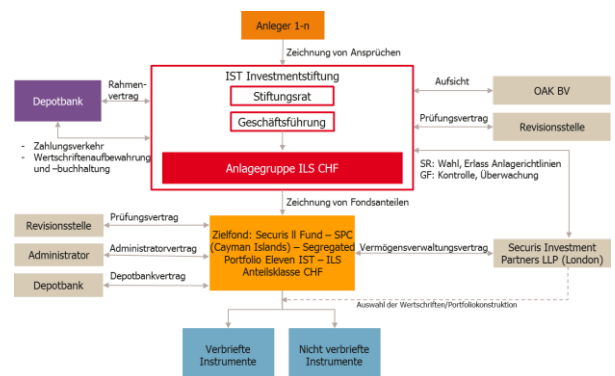 Anleger 1-n
Zeichnung von Ansprüchen
IST Investmentstiftung
Stiftungsrat
Geschäftsführung
Anlagegruppe ILS CHF
Depotbank
Rahmen-
vertrag
- Zahlungsverkehr
- Wertschriftenaufbewahrung
und –buchhaltung
Aufsicht
OAK BV
Prüfungsvertrag
Revisionsstelle
SR: Wahl, Erlass Anlagerichtlinien
GF: Kontrolle, Überwachung
Zeichnung von Fondsanteilen
Revisionsstelle
Prüfungsvertrag
Administrator
Administratorvertrag
Depotbank
Depotbankvertrag
Zielfond: Securis II Fund – SPC
(Cayman Islands) – Segregated
Portfolio Eleven IST – ILS
Anteilsklasse CHF
Vermögensverwaltungsvertrag
Securis Investment
Partners LLP (London)
Auswahl der Wertschriften/Portfoliokonstruktion
Verbriefte
Instrumente
Nicht verbriefte
Instrumente